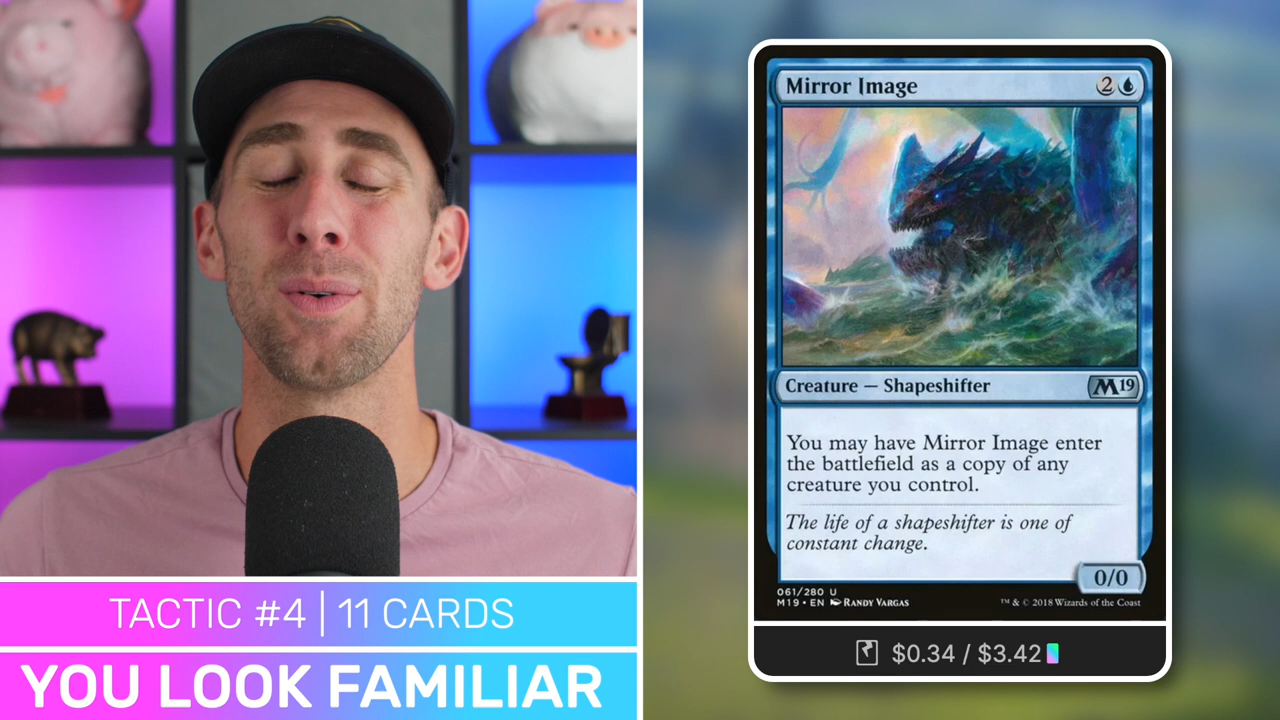 TACTIC #4 | 11 CARDS
YOU LOOK FAMILIAR
Mirror Image 2
Creature — Shapeshifter M19
You may have Mirror Image enter
the battlefield as a copy of any
creature you control.
The life of a shapeshifter is one of
constant change.
0/0
061/280 U
M19 • EN RANDY VARGAS
™ & © 2018 Wizards of the Coast
$0.34 / $3.42